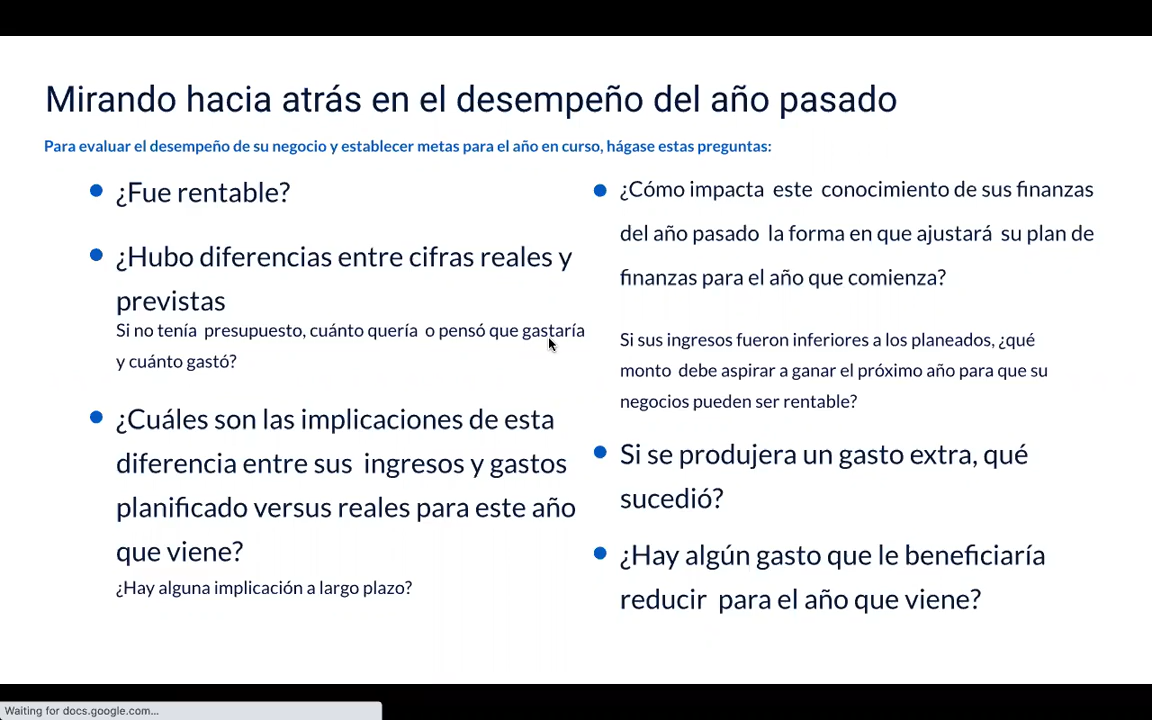 Mirando hacia atrás en el desempeño del año pasado
Para evaluar el desempeño de su negocio y establecer metas para el año en curso, hágase estas preguntas:
¿Fue rentable?
¿Hubo diferencias entre cifras reales y
previstas
Si no tenía presupuesto, cuánto quería o pensó que gastaría
y cuánto gastó?
¿Cuáles son las implicaciones de esta
diferencia entre sus ingresos y gastos
planificado versus reales para este año
que viene?
¿Hay alguna implicación a largo plazo?
¿Cómo impacta este conocimiento de sus finanzas
del año pasado la forma en que ajustará su plan de
finanzas para el año que comienza?
Si sus ingresos fueron inferiores a los planeados, ¿qué
monto debe aspirar a ganar el próximo año para que su
negocios pueden ser rentable?
Si se produjera un gasto extra, qué
sucedió?
¿Hay algún gasto que le beneficiaría
reducir para el año que viene?
Waiting for docs.google.com...